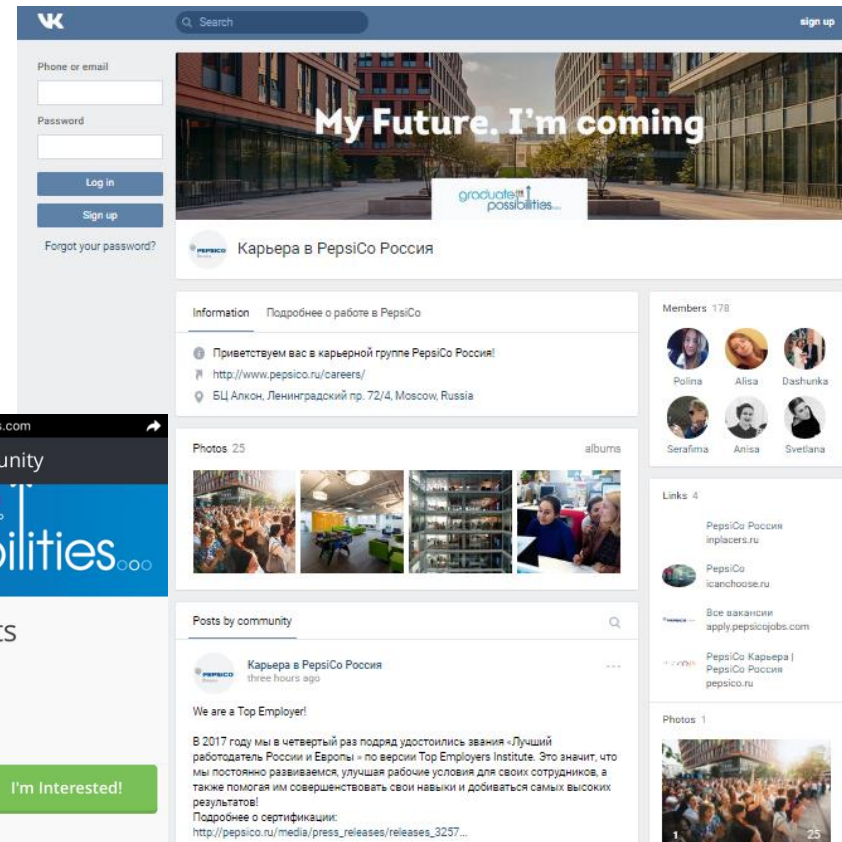 Search
sign up
Phone or email
Password
Log in
Sign up
Forgot your password?
My Future. I'm coming
graduate
possibilities...
PEPSICO
Карьера в PepsiCo Россия
Information
Подробнее о работе в PepsiCo
Приветствуем вас в карьерной группе PepsiCo Россия!
http://www.pepsico.ru/careers/
БЦ Алкон, Ленинградский пр. 72/4, Moscow, Russia
Members 178
Polina
Alisa
Dashunka
Serafima
Anisa
Svetlana
Photos 25
albums
Links 4
PepsiCo Россия
inplacers.ru
PepsiCo
icanchoose.ru
Все вакансии
apply.pepsicojobs.com
PepsiCo Карьера |
PepsiCo Россия
pepsico.ru
Photos 1
1
25
Posts by community
PEPSICO
Карьера в PepsiCo Россия
three hours ago
We are a Top Employer!
В 2017 году мы в четвертый раз подряд удостоились звания «Лучший
работодатель России и Европы » по версии Top Employers Institute. Это значит, что
мы постоянно развиваемся, улучшая рабочие условия для своих сотрудников, а
также помогая им совершенствовать свои навыки и добиваться самых высоких
результатов!
Подробнее о сертификации:
http://pepsico.ru/media/press_releases/releases_3257...
s.com
unity
bilities...
ts
I'm Interested!